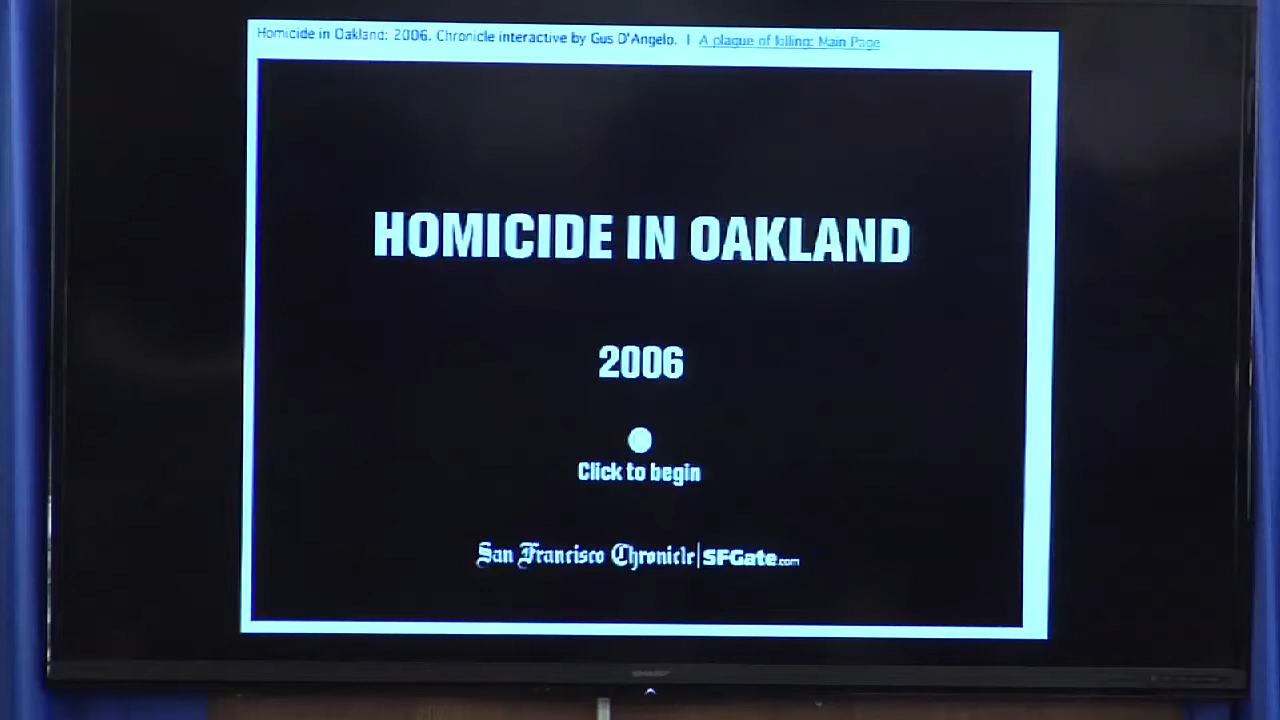 Homicide in Oakland: 2006. Chronicle interactive by Gus D'Angelo. | A plague of killing: Main Page
HOMICIDE IN OAKLAND
2006
Click to begin
San Francisco Chronicle|SFGate.com
SHARP